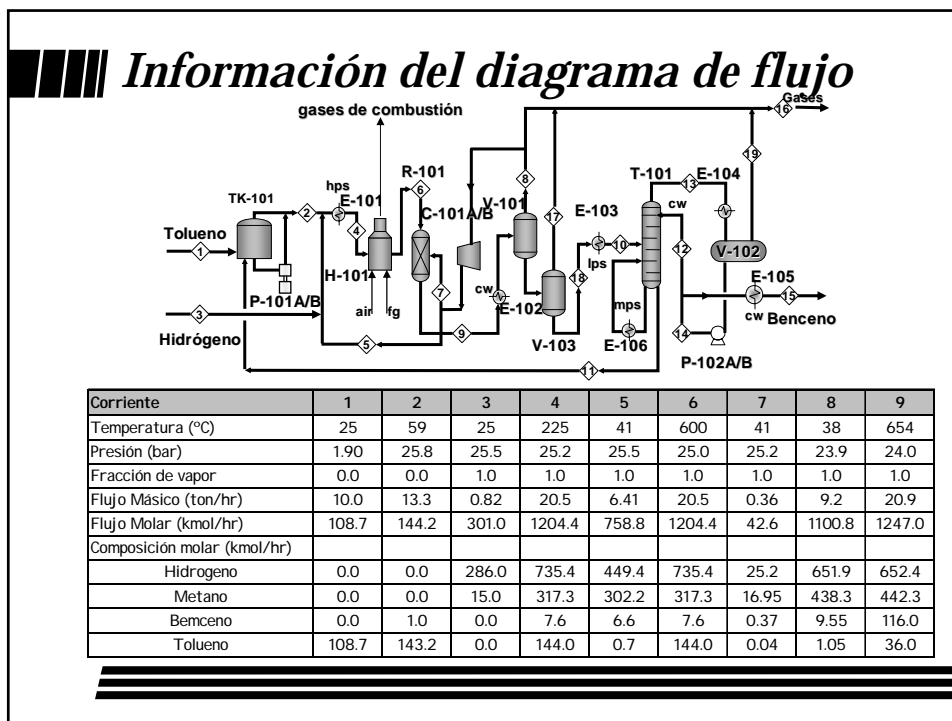 Información del diagrama de flujo
gases de combustión
Gases
16
R-101
T-101
13
E-104
19
hps
E-101
6
8
TK-101
2
C-101A/B
V-101
17
E-103
cw
Tolueno
4
10
12
V-102
1
H-101
7
lps
18
E-105
P-101A/B
air
fg
cw
E-102
mps
15
3
9
cw
Benceno
Hidrógeno
5
V-103
E-106
14
P-102A/B
11
Corriente 1 2 3 4 5 6 7 8 9
Temperatura (ºC) 25 59 25 225 41 600 41 38 654
Presión (bar) 1.90 25.8 25.5 25.2 25.5 25.0 25.2 23.9 24.0
Fracción de vapor 0.0 0.0 1.0 1.0 1.0 1.0 1.0 1.0 1.0
Flujo Másico (ton/hr) 10.0 13.3 0.82 20.5 6.41 20.5 0.36 9.2 20.9
Flujo Molar (kmol/hr) 108.7 144.2 301.0 1204.4 758.8 1204.4 42.6 1100.8 1247.0
Composición molar (kmol/hr)
Hidrogeno 0.0 0.0 286.0 735.4 449.4 735.4 25.2 651.9 652.4
Metano 0.0 0.0 15.0 317.3 302.2 317.3 16.95 438.3 442.3
Bemceno 0.0 1.0 0.0 7.6 6.6 7.6 0.37 9.55 116.0
Tolueno 108.7 143.2 0.0 144.0 0.7 144.0 0.04 1.05 36.0